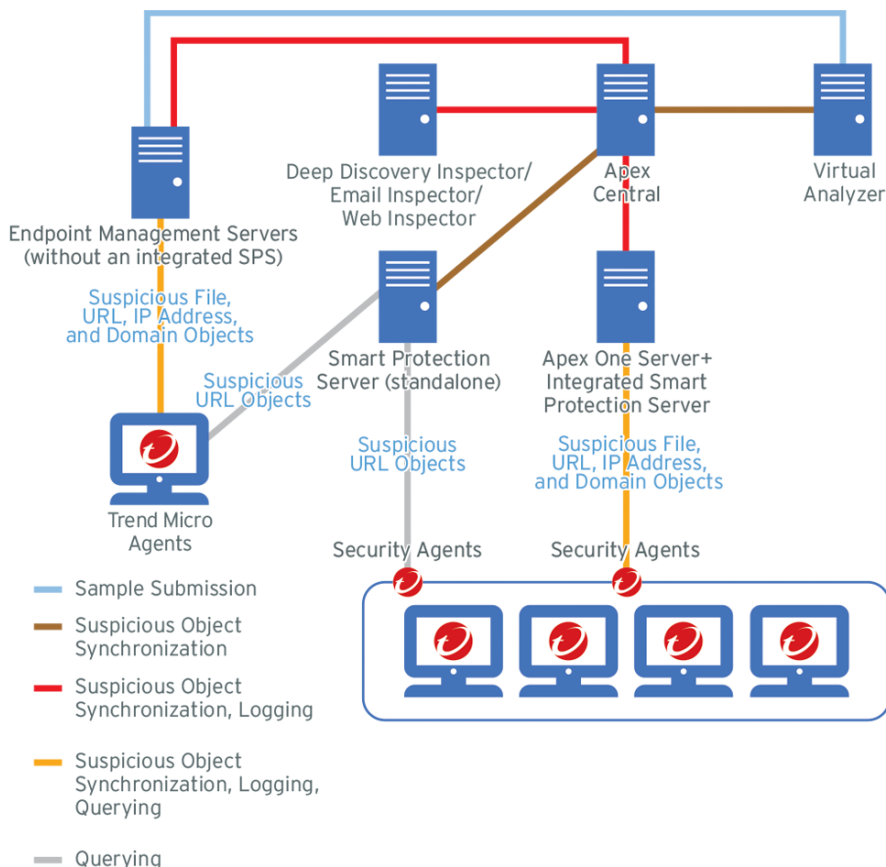 Deep Discovery Inspector/
Email Inspector/
Web Inspector
Apex
Central
Virtual
Analyzer
Endpoint Management Servers
(without an integrated SPS)
Suspicious File,
URL, IP Address,
and Domain Objects
Suspicious
URL Objects
Smart Protection
Server (standalone)
Apex One Server+
Integrated Smart
Protection Server
Suspicious
URL Objects
Suspicious File,
URL, IP Address,
and Domain Objects
Trend Micro
Agents
Security Agents
Security Agents
Sample Submission
Suspicious Object
Synchronization
Suspicious Object
Synchronization, Logging
Suspicious Object
Synchronization, Logging,
Querying
Querying